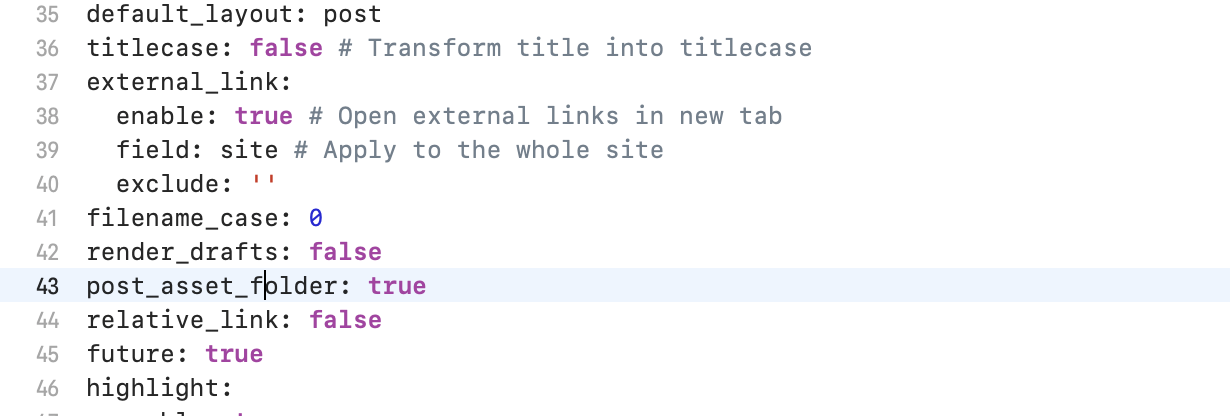 35 default_layout: post
36 titlecase: false # Transform title into titlecase
37 external_link:
38   enable: true # Open external links in new tab
39   field: site # Apply to the whole site
40   exclude: ''
41 filename_case: 0
42 render_drafts: false
43 post_asset_folder: true
44 relative_link: false
45 future: true
46 highlight: